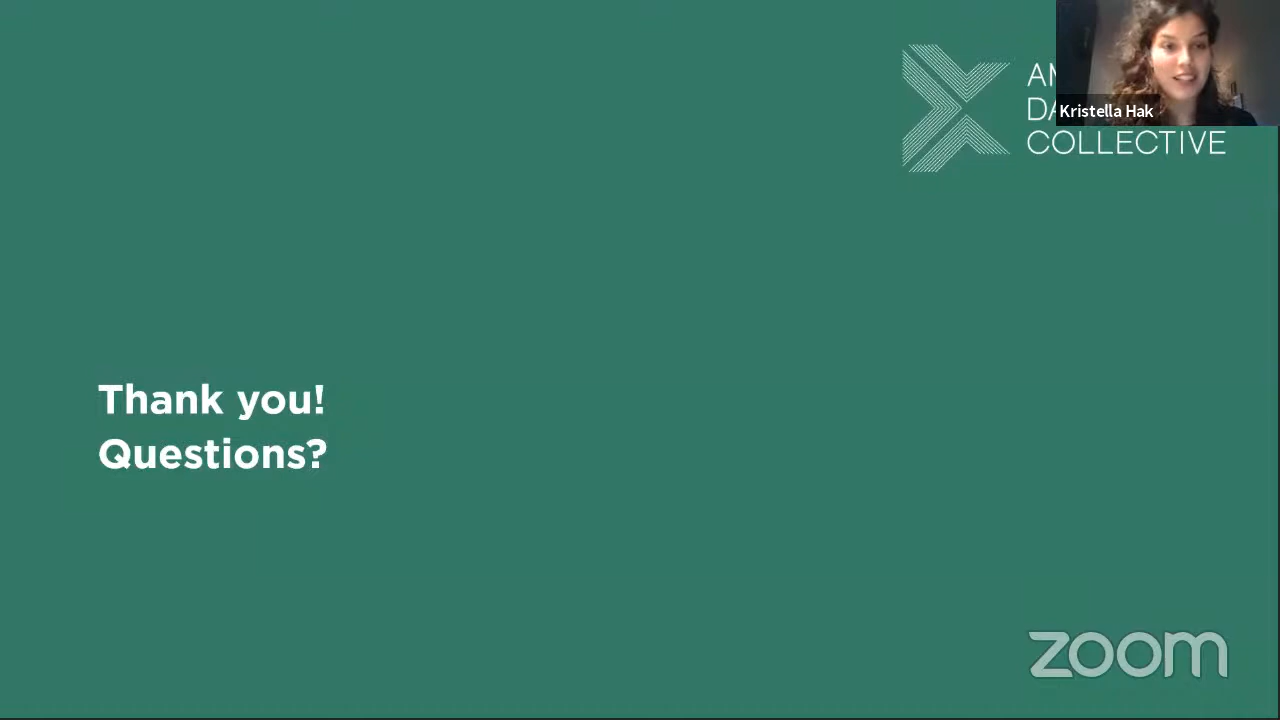 COLLECTIVE
Kristella Hak
Thank you!
Questions?
zoom